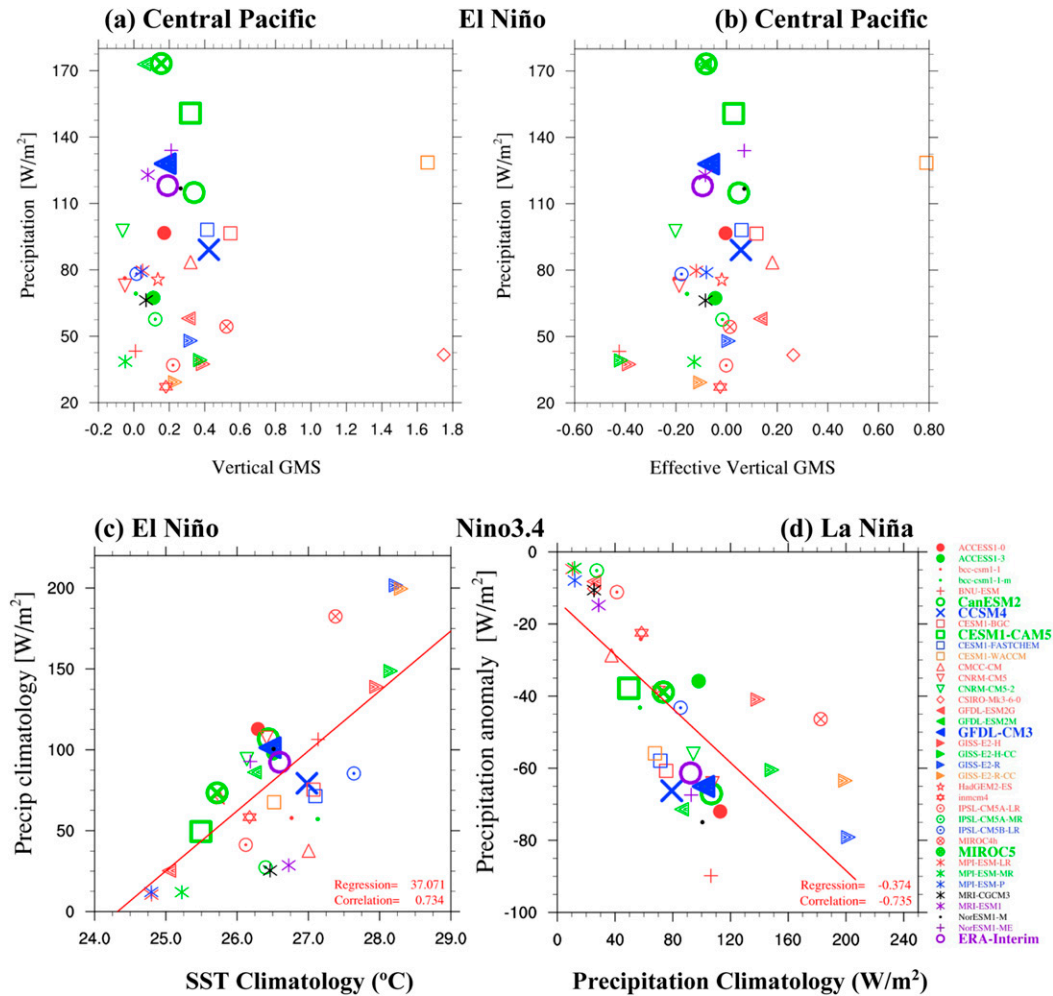 (a) Central Pacific El Niño (b) Central Pacific
Precipitation [W/m²]
170
140
110
80
50
20
-0.2 0.0 0.2 0.4 0.6 0.8 1.0 1.2 1.4 1.6 1.8
Vertical GMS
Precipitation [W/m²]
170
140
110
80
50
20
-0.60 -0.40 -0.20 0.00 0.20 0.40 0.60 0.80
Effective Vertical GMS
(c) El Niño Nino3.4 (d) La Niña
Precip climatology [W/m²]
200
150
100
50
0
Regression= 37.071
Correlation= 0.734
24.0 25.0 26.0 27.0 28.0 29.0
SST Climatology (ºC)
Precipitation anomaly [W/m²]
0
-20
-40
-60
-80
-100
Regression= -0.374
Correlation= -0.735
0 40 80 120 160 200 240
Precipitation Climatology (W/m²)
ACCESS1-0
ACCESS1-3
bcc-csm1-1
bcc-csm1-1-m
BNU-ESM
CanESM2
CCSM4
CESM1-BGC
CESM1-CAM5
CESM1-FASTCHEM
CESM1-WACCM
CMCC-CM
CNRM-CM5
CNRM-CM5-2
CSIRO-Mk3-6-0
GFDL-ESM2G
GFDL-ESM2M
GFDL-CM3
GISS-E2-H
GISS-E2-H-CC
GISS-E2-R
GISS-E2-R-CC
HadGEM2-ES
inmcm4
IPSL-CM5A-LR
IPSL-CM5A-MR
IPSL-CM5B-LR
MIROC4h
MIROC5
MPI-ESM-LR
MPI-ESM-MR
MPI-ESM-P
MRI-CGCM3
MRI-ESM1
NorESM1-M
NorESM1-ME
ERA-Interim